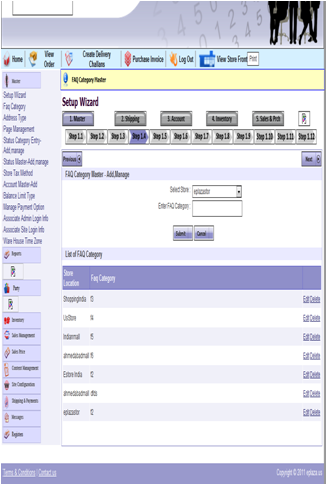 Home
View Order
Create Delivery Challans
Purchase Invoice
Log Out
View Store Front
Print
Master
FAQ Category Master
Setup Wizard
Faq Category
Address Type
Page Management
Status Category Entry-Add,manage
Status Master-Add,manage
Store Tax Method
Account Master-Add
Balance Limit Type
Manage Payment Option
Associate Admin Login Info
Associate Site Login Info
Ware House Time Zone
Reports
Party
Inventory
Sales Management
Sales Price
Content Management
Site Configuration
Shipping & Payments
Messages
Registers
Setup Wizard
1. Master 2. Shipping 3. Account 4. Inventory 5. Sales & Prch
Step 1.1 Step 1.2 Step 1.3 Step 1.4 Step 1.5 Step 1.6 Step 1.7 Step 1.8 Step 1.9 Step 1.10 Step 1.11 Step 1.12
Previous Next
FAQ Category Master - Add,Manage
Select Store: eplazastor
Enter FAQ Category:
Submit Cancel
List of FAQ Category
Store Location Faq Category
ShoppingIndia f3 Edit Delete
UsStore f4 Edit Delete
Indianmall f5 Edit Delete
ahmedabadmall f6 Edit Delete
Estore India f2 Edit Delete
ahmedabadmall dfds Edit Delete
eplazastor f2 Edit Delete
Terms & Conditions | Contact us
Copyright © 2011 eplaza.us